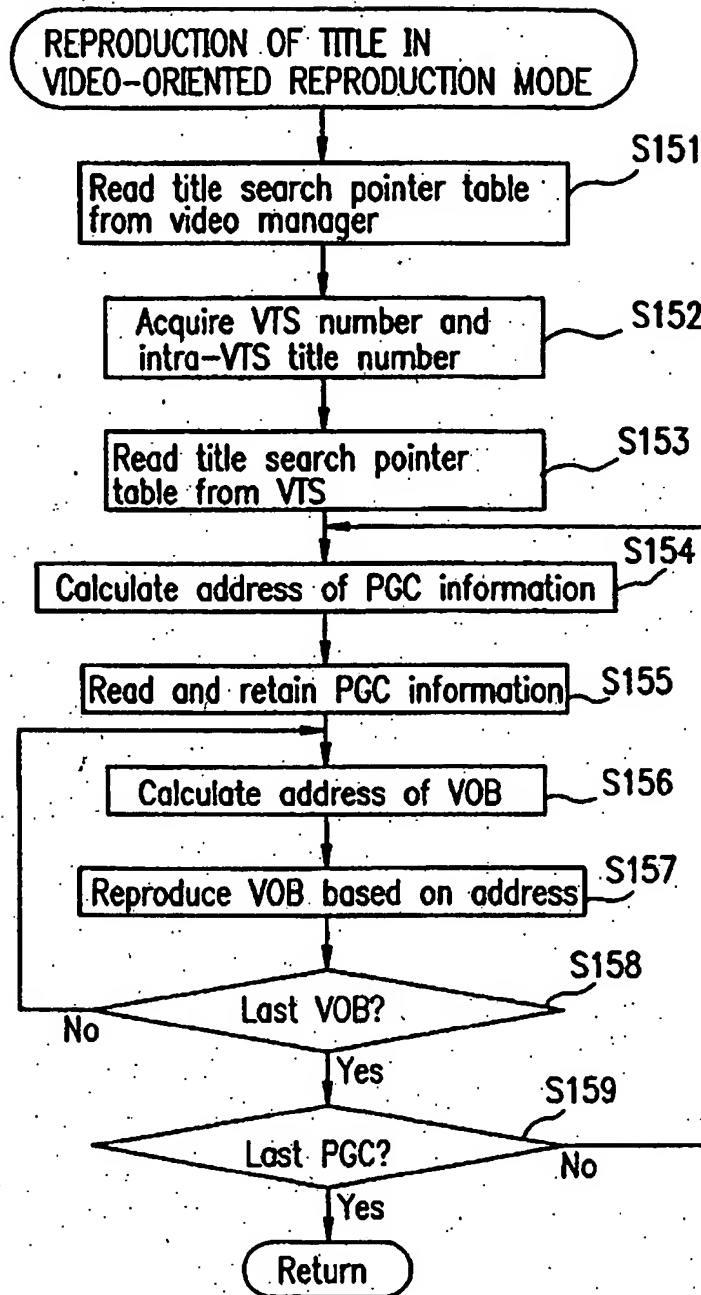 REPRODUCTION OF TITLE IN
VIDEO-ORIENTED REPRODUCTION MODE
S151
Read title search pointer table
from video manager
S152
Acquire VTS number and
intra-VTS title number
S153
Read title search pointer
table from VTS
S154
Calculate address of PGC information
Read and retain PGC information
S155
Calculate address of VOB
S156
Reproduce VOB based on address
S157
S158
Last VOB?
No
Yes
S159
Last PGC?
No
Yes
Return